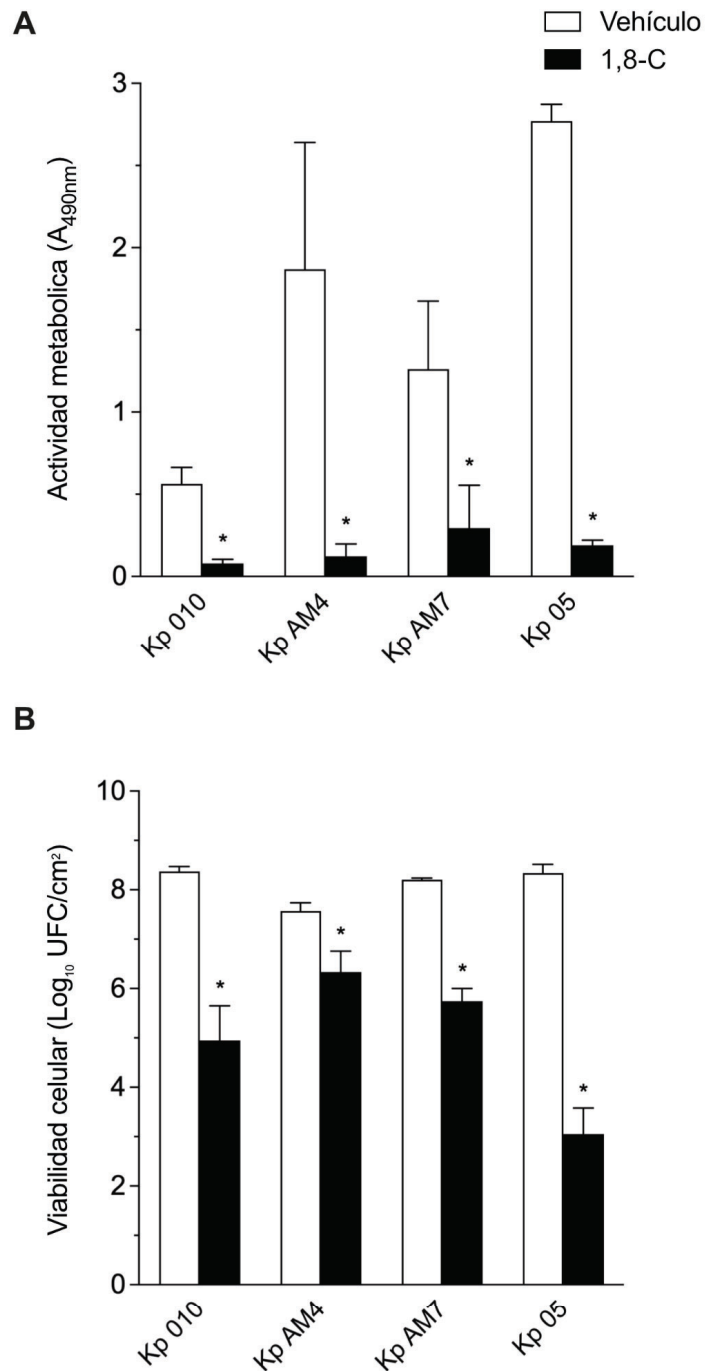 A
Vehículo
1,8-C
Actividad metabolica (A490nm)
3
2
1
0
*
*
*
*
Kp 010
Kp AM4
Kp AM7
Kp 05
B
Viabilidad celular (Log10 UFC/cm²)
10
8
6
4
2
0
*
*
*
*
Kp 010
Kp AM4
Kp AM7
Kp 05